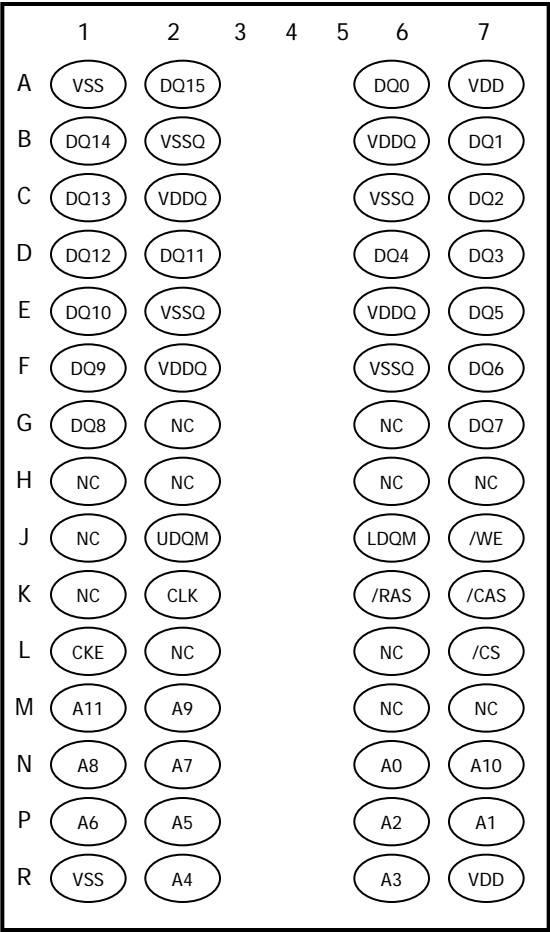 1 2 3 4 5 6 7
A VSS DQ15 DQ0 VDD
B DQ14 VSSQ VDDQ DQ1
C DQ13 VDDQ VSSQ DQ2
D DQ12 DQ11 DQ4 DQ3
E DQ10 VSSQ VDDQ DQ5
F DQ9 VDDQ VSSQ DQ6
G DQ8 NC NC DQ7
H NC NC NC NC
J NC UDQM LDQM /WE
K NC CLK /RAS /CAS
L CKE NC NC /CS
M A11 A9 NC NC
N A8 A7 A0 A10
P A6 A5 A2 A1
R VSS A4 A3 VDD